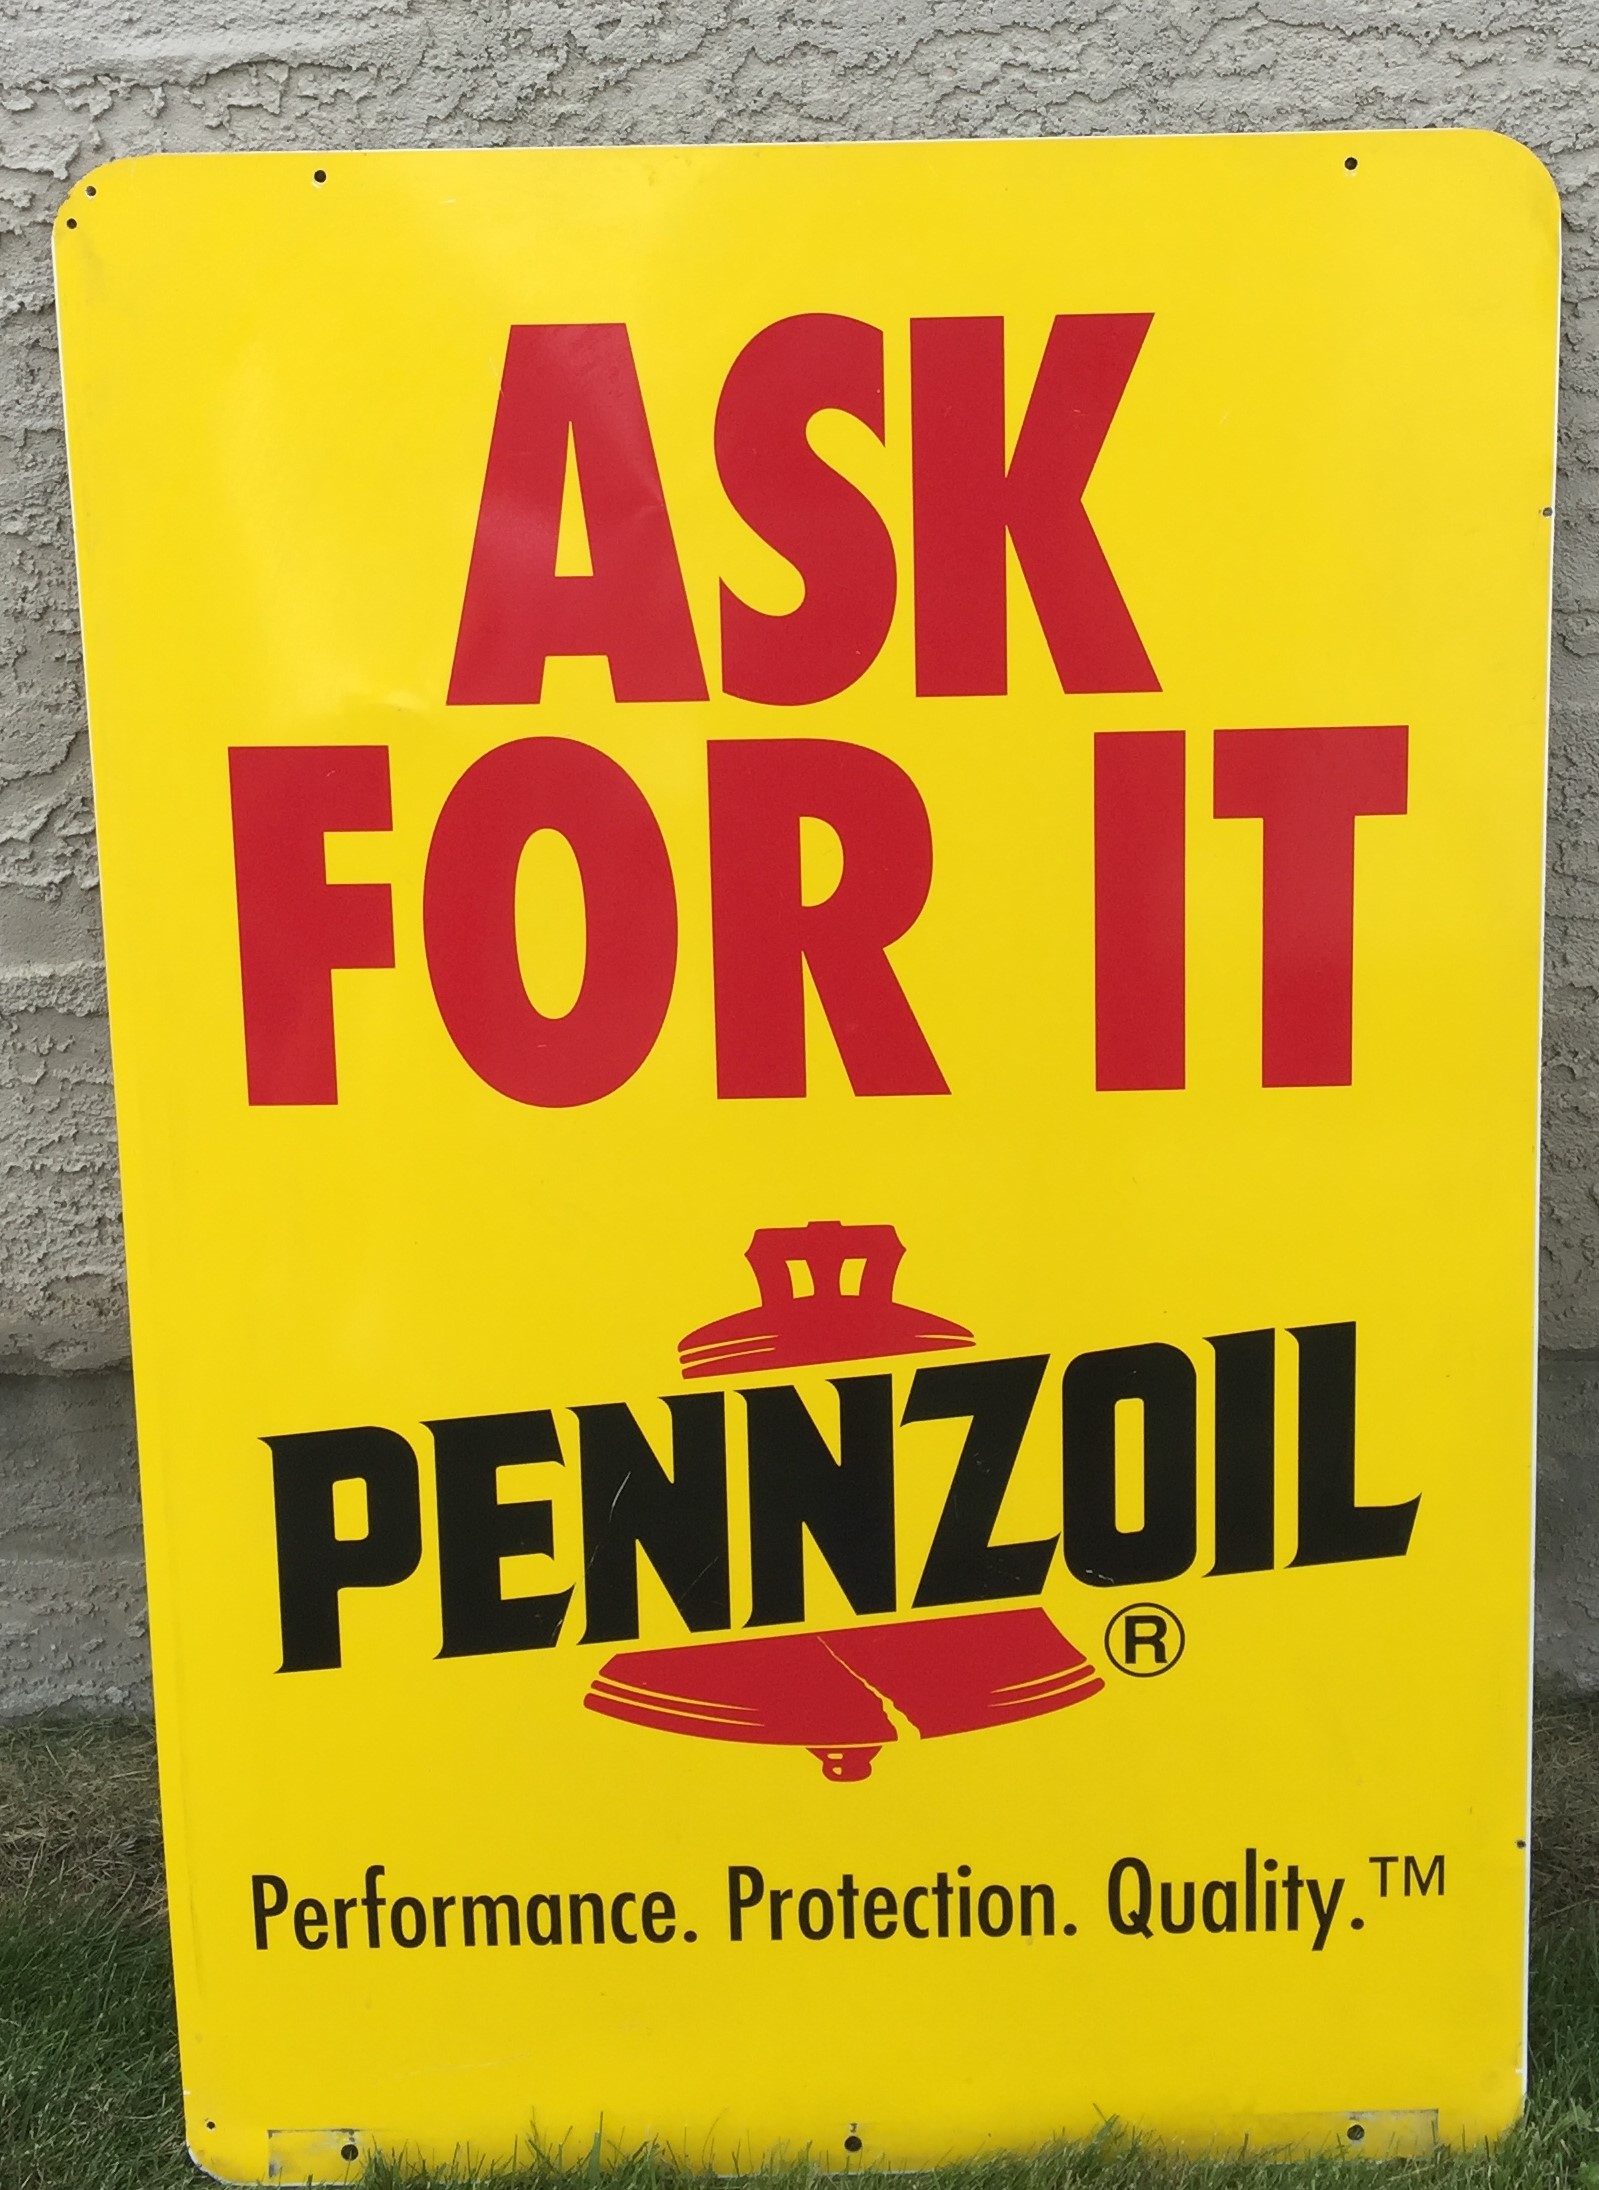 ASK
FOR IT
PENNZOIL®
Performance. Protection. Quality.™